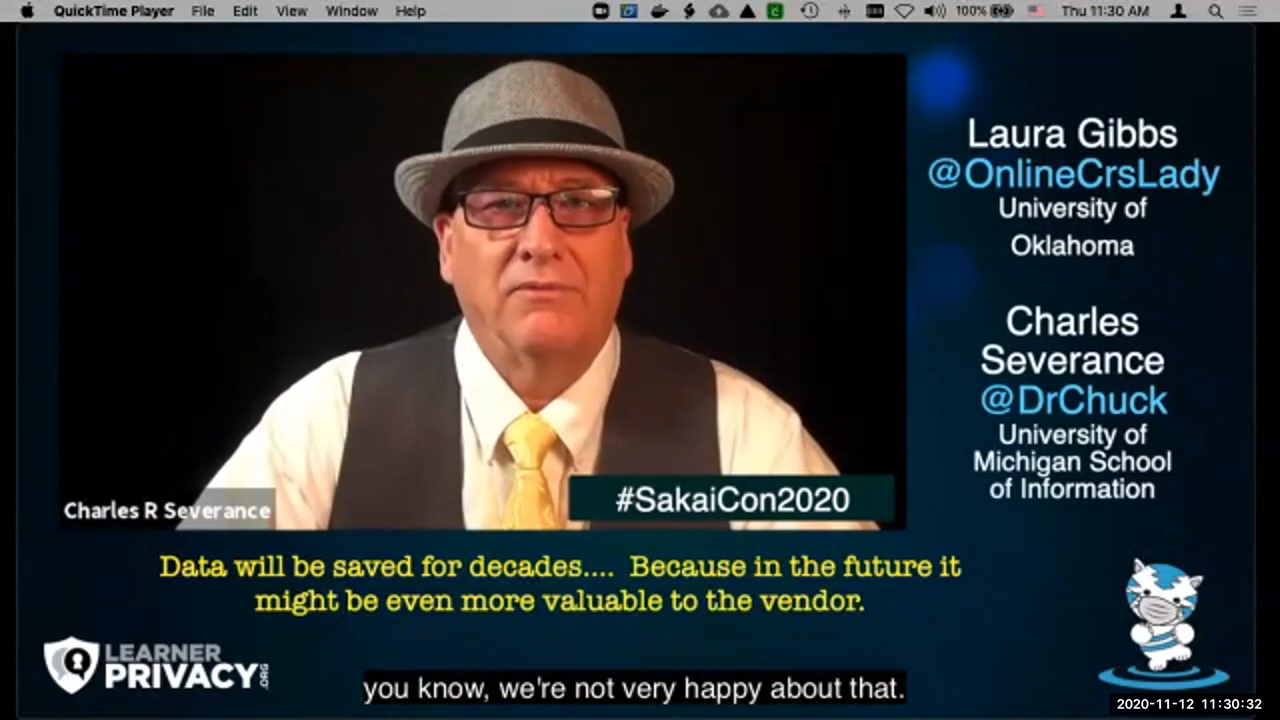 QuickTime Player File Edit View Window Help 100% Thu 11:30 AM
Laura Gibbs
@OnlineCrsLady
University of
Oklahoma
Charles
Severance
@DrChuck
University of
Michigan School
of Information
Charles R Severance
#SakaiCon2020
Data will be saved for decades.... Because in the future it
might be even more valuable to the vendor.
LEARNER
PRIVACY.ORG
you know, we're not very happy about that.
2020-11-12 11:30:32